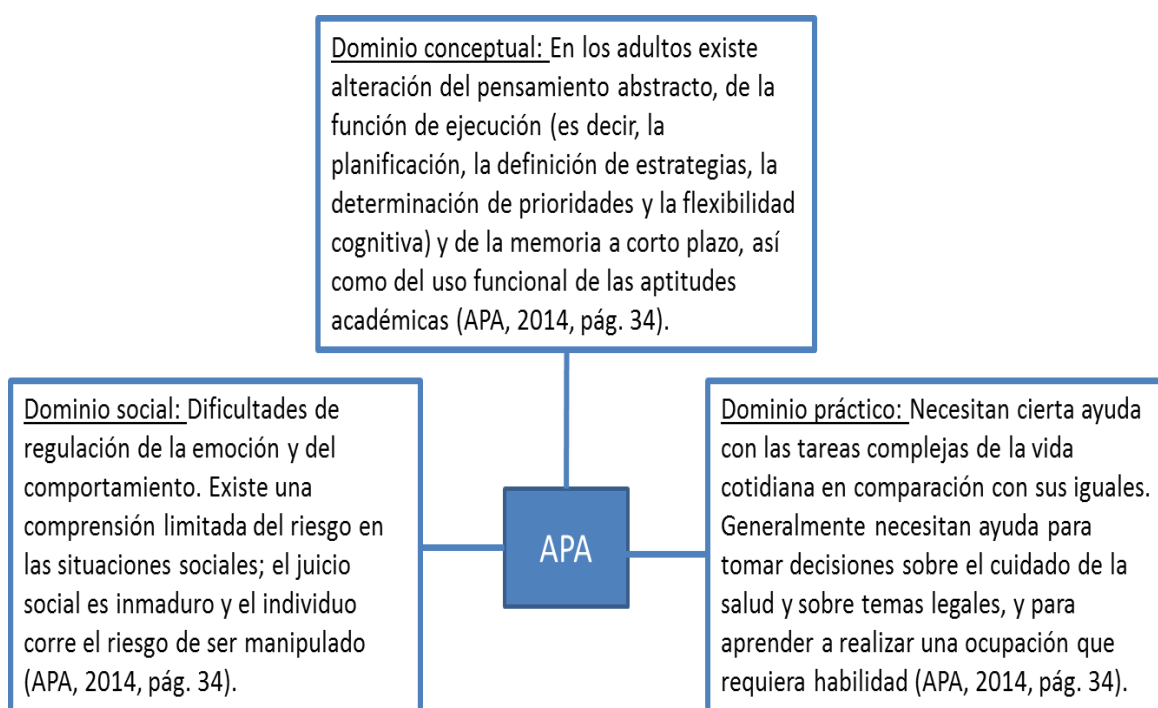 Dominio conceptual: En los adultos existe
alteración del pensamiento abstracto, de la
función de ejecución (es decir, la
planificación, la definición de estrategias, la
determinación de prioridades y la flexibilidad
cognitiva) y de la memoria a corto plazo, así
como del uso funcional de las aptitudes
académicas (APA, 2014, pág. 34).
Dominio social: Dificultades de
regulación de la emoción y del
comportamiento. Existe una
comprensión limitada del riesgo en
las situaciones sociales; el juicio
social es inmaduro y el individuo
corre el riesgo de ser manipulado
(APA, 2014, pág. 34).
APA
Dominio práctico: Necesitan cierta ayuda
con las tareas complejas de la vida
cotidiana en comparación con sus iguales.
Generalmente necesitan ayuda para
tomar decisiones sobre el cuidado de la
salud y sobre temas legales, y para
aprender a realizar una ocupación que
requiera habilidad (APA, 2014, pág. 34).